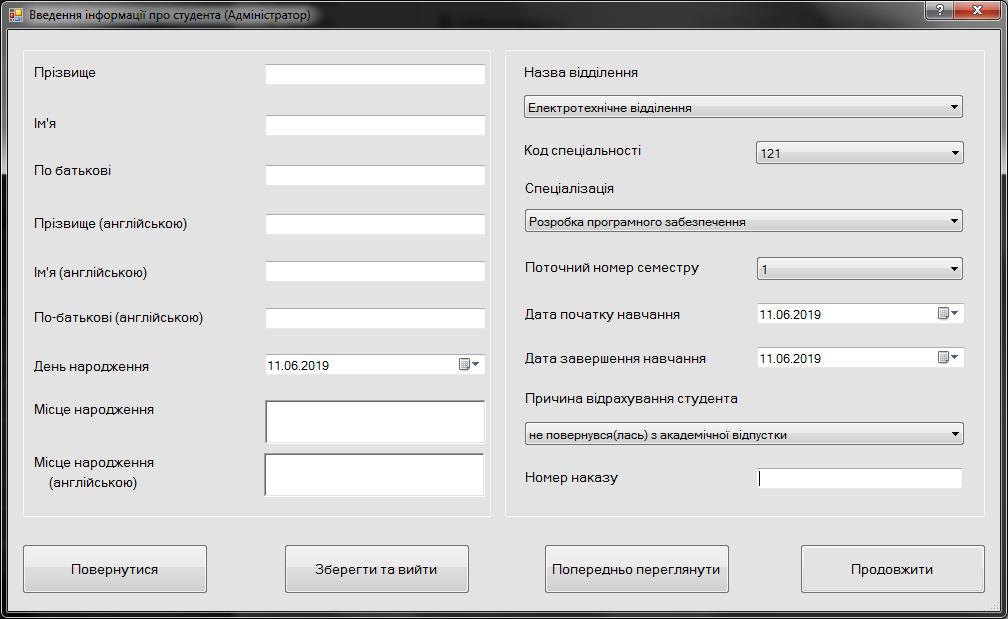 Введення інформації про студента (Адміністратор)
Прізвище
Ім'я
По батькові
Прізвище (англійською)
Ім'я (англійською)
По-батькові (англійською)
День народження
11.06.2019
Місце народження
Місце народження
(англійською)
Назва відділення
Електротехнічне відділення
Код спеціальності
121
Спеціалізація
Розробка програмного забезпечення
Поточний номер семестру
1
Дата початку навчання
11.06.2019
Дата завершення навчання
11.06.2019
Причина відрахування студента
не повернувся(лась) з академічної відпустки
Номер наказу
Повернутися
Зберегти та вийти
Попередньо переглянути
Продовжити